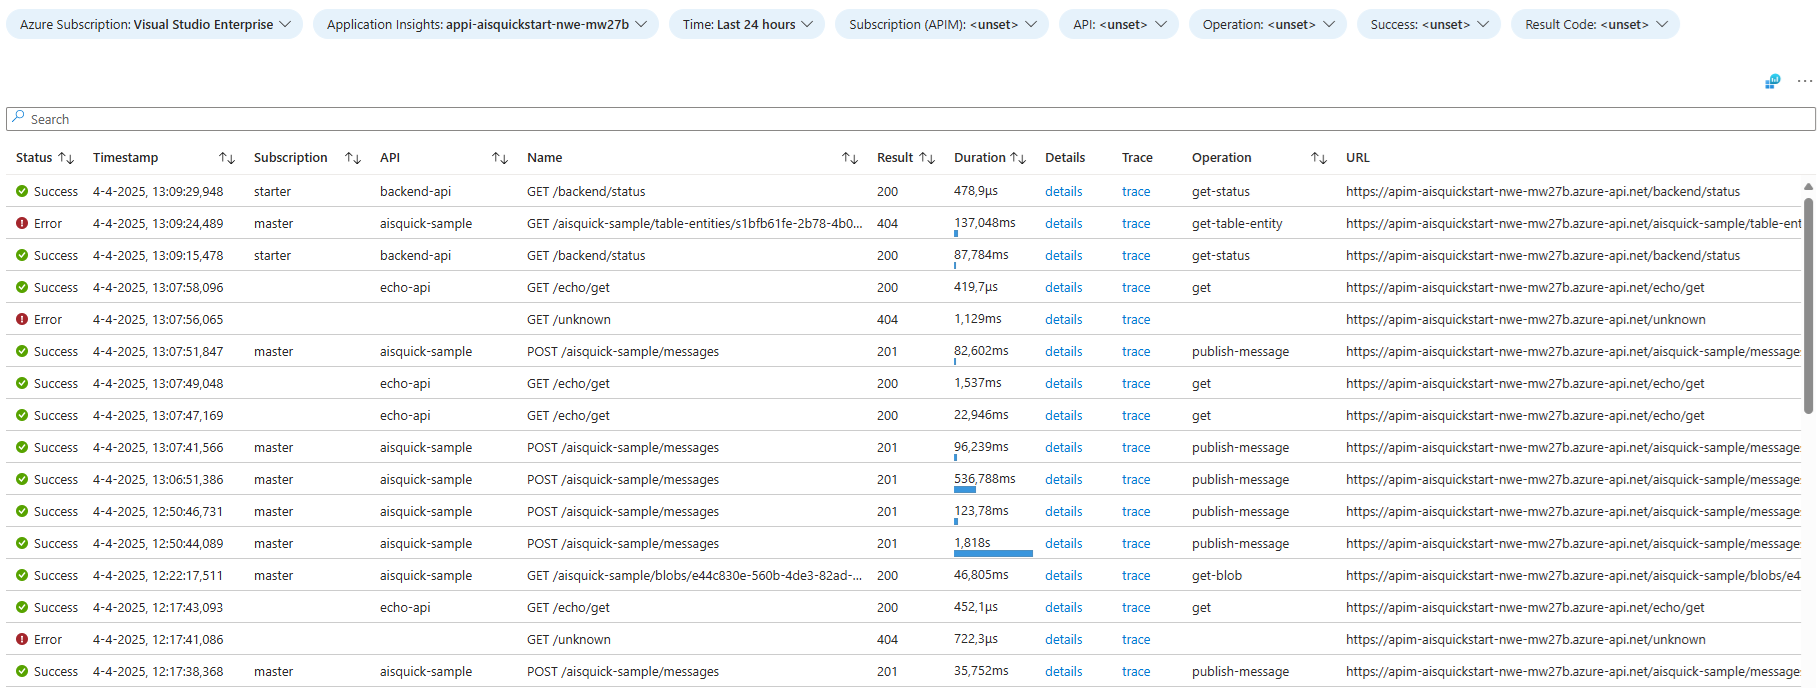 Azure Subscription: Visual Studio Enterprise Application Insights: appi-aisquickstart-nwe-mw27b Time: Last 24 hours Subscription (APIM): <unset> API: <unset> Operation: <unset> Success: <unset> Result Code: <unset>
Search
Status Timestamp Subscription API Name Result Duration Details Trace Operation URL
Success 4-4-2025, 13:09:29,948 starter backend-api GET /backend/status 200 478,9µs details trace get-status https://apim-aisquickstart-nwe-mw27b.azure-api.net/backend/status
Error 4-4-2025, 13:09:24,489 master aisquick-sample GET /aisquick-sample/table-entities/s1bfb61fe-2b78-4b0... 404 137,048ms details trace get-table-entity https://apim-aisquickstart-nwe-mw27b.azure-api.net/aisquick-sample/table-ent
Success 4-4-2025, 13:09:15,478 starter backend-api GET /backend/status 200 87,784ms details trace get-status https://apim-aisquickstart-nwe-mw27b.azure-api.net/backend/status
Success 4-4-2025, 13:07:58,096 echo-api GET /echo/get 200 419,7µs details trace get https://apim-aisquickstart-nwe-mw27b.azure-api.net/echo/get
Error 4-4-2025, 13:07:56,065 GET /unknown 404 1,129ms details trace https://apim-aisquickstart-nwe-mw27b.azure-api.net/unknown
Success 4-4-2025, 13:07:51,847 master aisquick-sample POST /aisquick-sample/messages 201 82,602ms details trace publish-message https://apim-aisquickstart-nwe-mw27b.azure-api.net/aisquick-sample/message
Success 4-4-2025, 13:07:49,048 echo-api GET /echo/get 200 1,537ms details trace get https://apim-aisquickstart-nwe-mw27b.azure-api.net/echo/get
Success 4-4-2025, 13:07:47,169 echo-api GET /echo/get 200 22,946ms details trace get https://apim-aisquickstart-nwe-mw27b.azure-api.net/echo/get
Success 4-4-2025, 13:07:41,566 master aisquick-sample POST /aisquick-sample/messages 201 96,239ms details trace publish-message https://apim-aisquickstart-nwe-mw27b.azure-api.net/aisquick-sample/message
Success 4-4-2025, 13:06:51,386 master aisquick-sample POST /aisquick-sample/messages 201 536,788ms details trace publish-message https://apim-aisquickstart-nwe-mw27b.azure-api.net/aisquick-sample/message
Success 4-4-2025, 12:50:46,731 master aisquick-sample POST /aisquick-sample/messages 201 123,78ms details trace publish-message https://apim-aisquickstart-nwe-mw27b.azure-api.net/aisquick-sample/message
Success 4-4-2025, 12:50:44,089 master aisquick-sample POST /aisquick-sample/messages 201 1,818s details trace publish-message https://apim-aisquickstart-nwe-mw27b.azure-api.net/aisquick-sample/message
Success 4-4-2025, 12:22:17,511 master aisquick-sample GET /aisquick-sample/blobs/e44c830e-560b-4de3-82ad-... 200 46,805ms details trace get-blob https://apim-aisquickstart-nwe-mw27b.azure-api.net/aisquick-sample/blobs/e4
Success 4-4-2025, 12:17:43,093 echo-api GET /echo/get 200 452,1µs details trace get https://apim-aisquickstart-nwe-mw27b.azure-api.net/echo/get
Error 4-4-2025, 12:17:41,086 GET /unknown 404 722,3µs details trace https://apim-aisquickstart-nwe-mw27b.azure-api.net/unknown
Success 4-4-2025, 12:17:38,368 master aisquick-sample POST /aisquick-sample/messages 201 35,752ms details trace publish-message https://apim-aisquickstart-nwe-mw27b.azure-api.net/aisquick-sample/message